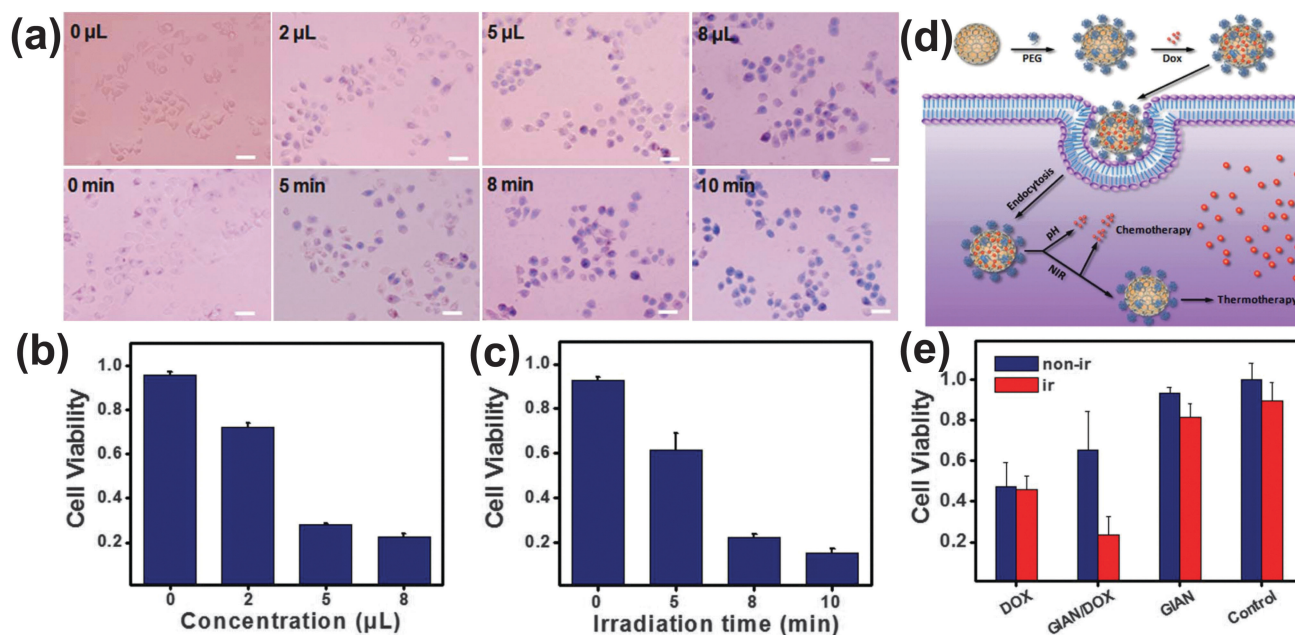 (a)
0 µL
2 µL
5 µL
8 µL
0 min
5 min
8 min
10 min
(d)
PEG
Dox
Endocytosis
pH
NIR
Chemotherapy
Thermotherapy
(b)
Cell Viability
1.0
0.8
0.6
0.4
0.2
0 2 5 8
Concentration (µL)
(c)
Cell Viability
1.0
0.8
0.6
0.4
0.2
0 5 8 10
Irradiation time (min)
(e)
non-ir
ir
Cell Viability
1.0
0.8
0.6
0.4
0.2
DOX
GIAN/DOX
GIAN
Control